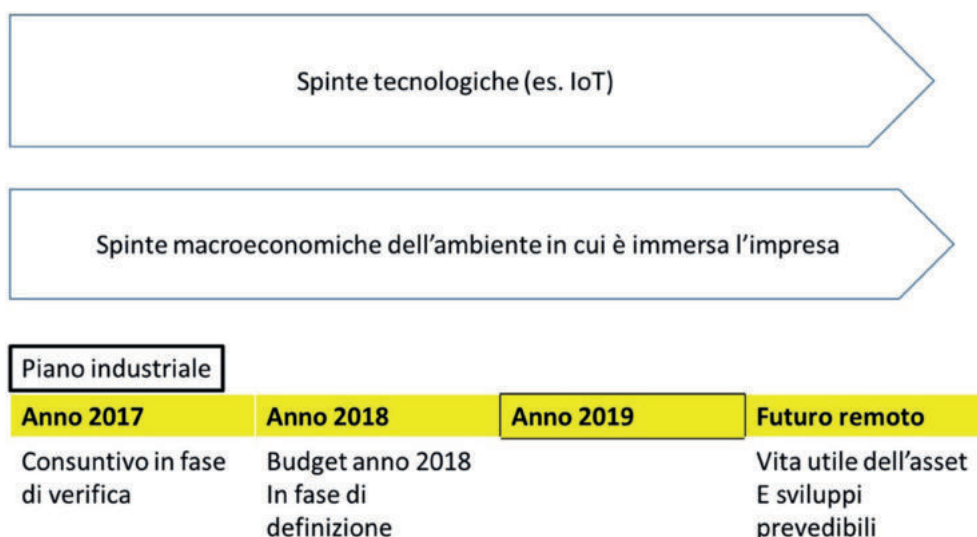 Spinte tecnologiche (es. IoT)
Spinte macroeconomiche dell'ambiente in cui è immersa l'impresa
Piano industriale
Anno 2017 Anno 2018 Anno 2019 Futuro remoto
Consuntivo in fase Budget anno 2018 Vita utile dell'asset
di verifica In fase di E sviluppi
definizione prevedibili